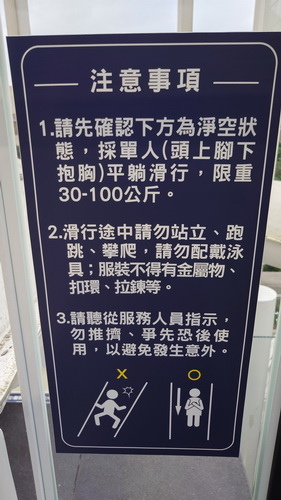 注意事項
1.請先確認下方為淨空狀
態，採單人(頭上腳下
抱胸)平躺滑行，限重
30-100公斤。
2.滑行途中請勿站立、跑
跳、攀爬，請勿配戴泳
具；服裝不得有金屬物、
扣環、拉鍊等。
3.請聽從服務人員指示，
勿推擠、爭先恐後使
用，以避免發生意外。
X O